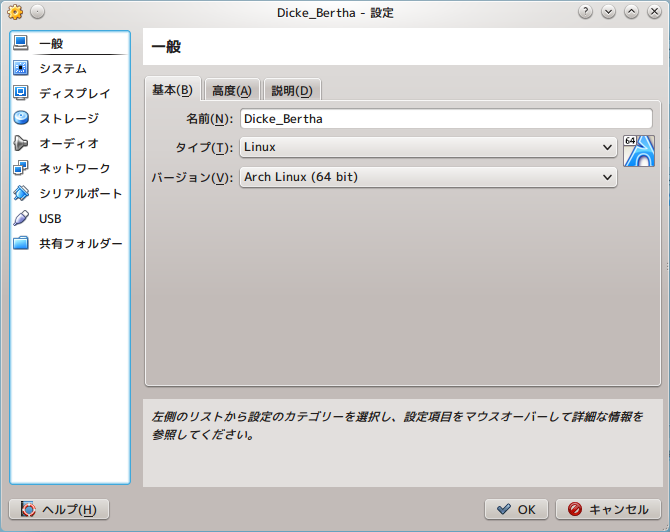 Dicke_Bertha - 設定
一般
システム
ディスプレイ
ストレージ
オーディオ
ネットワーク
シリアルポート
USB
共有フォルダー
一般
基本(B) 高度(A) 説明(D)
名前(N): Dicke_Bertha
タイプ(T): Linux
64
バージョン(V): Arch Linux (64 bit)
左側のリストから設定のカテゴリーを選択し、設定項目をマウスオーバーして詳細な情報を
参照してください。
ヘルプ(H) OK キャンセル